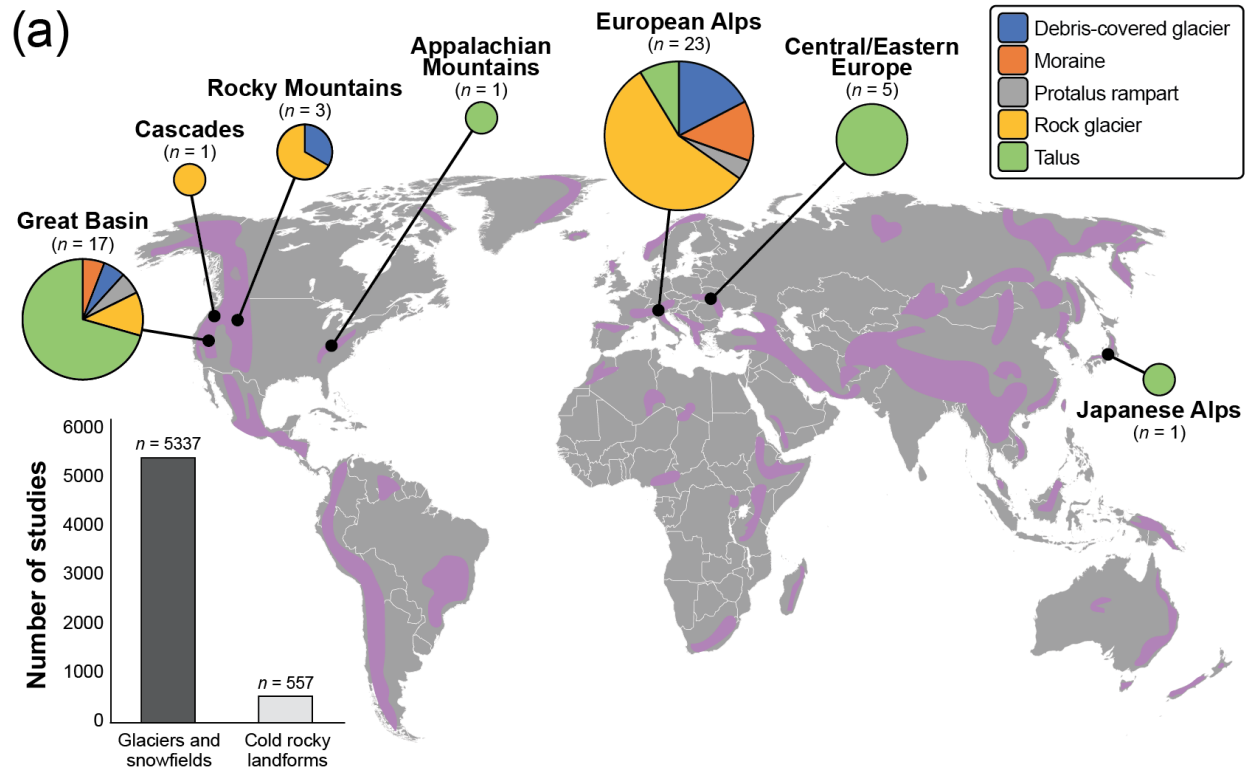 (a)
European Alps
(n = 23)
Central/Eastern
Europe
(n = 5)
Debris-covered glacier
Moraine
Protalus rampart
Rock glacier
Talus
Appalachian
Mountains
(n = 1)
Rocky Mountains
(n = 3)
Cascades
(n = 1)
Great Basin
(n = 17)
Japanese Alps
(n = 1)
Number of studies
6000
5000
4000
3000
2000
1000
0
n = 5337
n = 557
Glaciers and
snowfields
Cold rocky
landforms